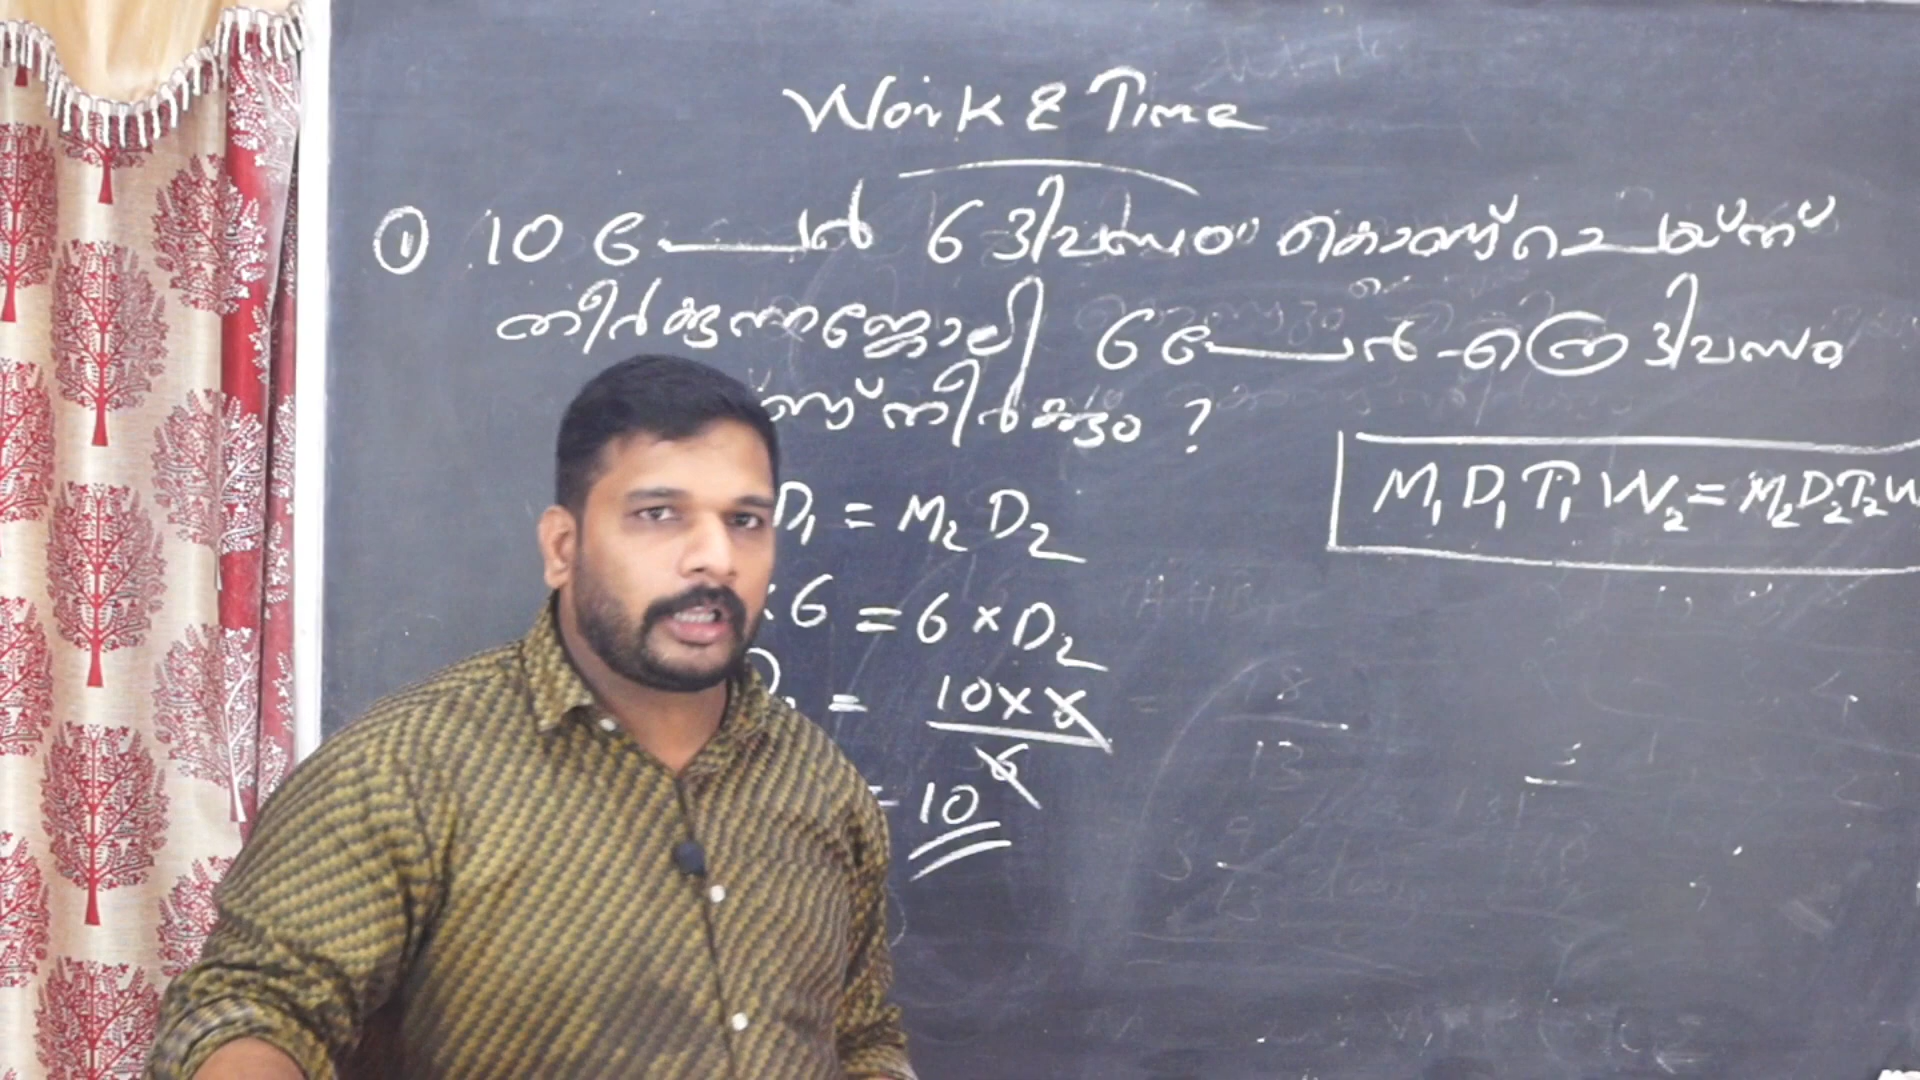 Work & Time
① 10 പേർ 6 ദിവസം കൊണ്ട് ചെയ്ത്
തീർക്കുന്ന ജോലി 6 പേർ എത്ര ദിവസം
തീർക്കും ?
M₁ D₁ T₁ W₂ = M₂ D₂ T₂ W
D₁ = M₂ D₂
× 6 = 6 × D₂
= 10 × 6
6
= 10